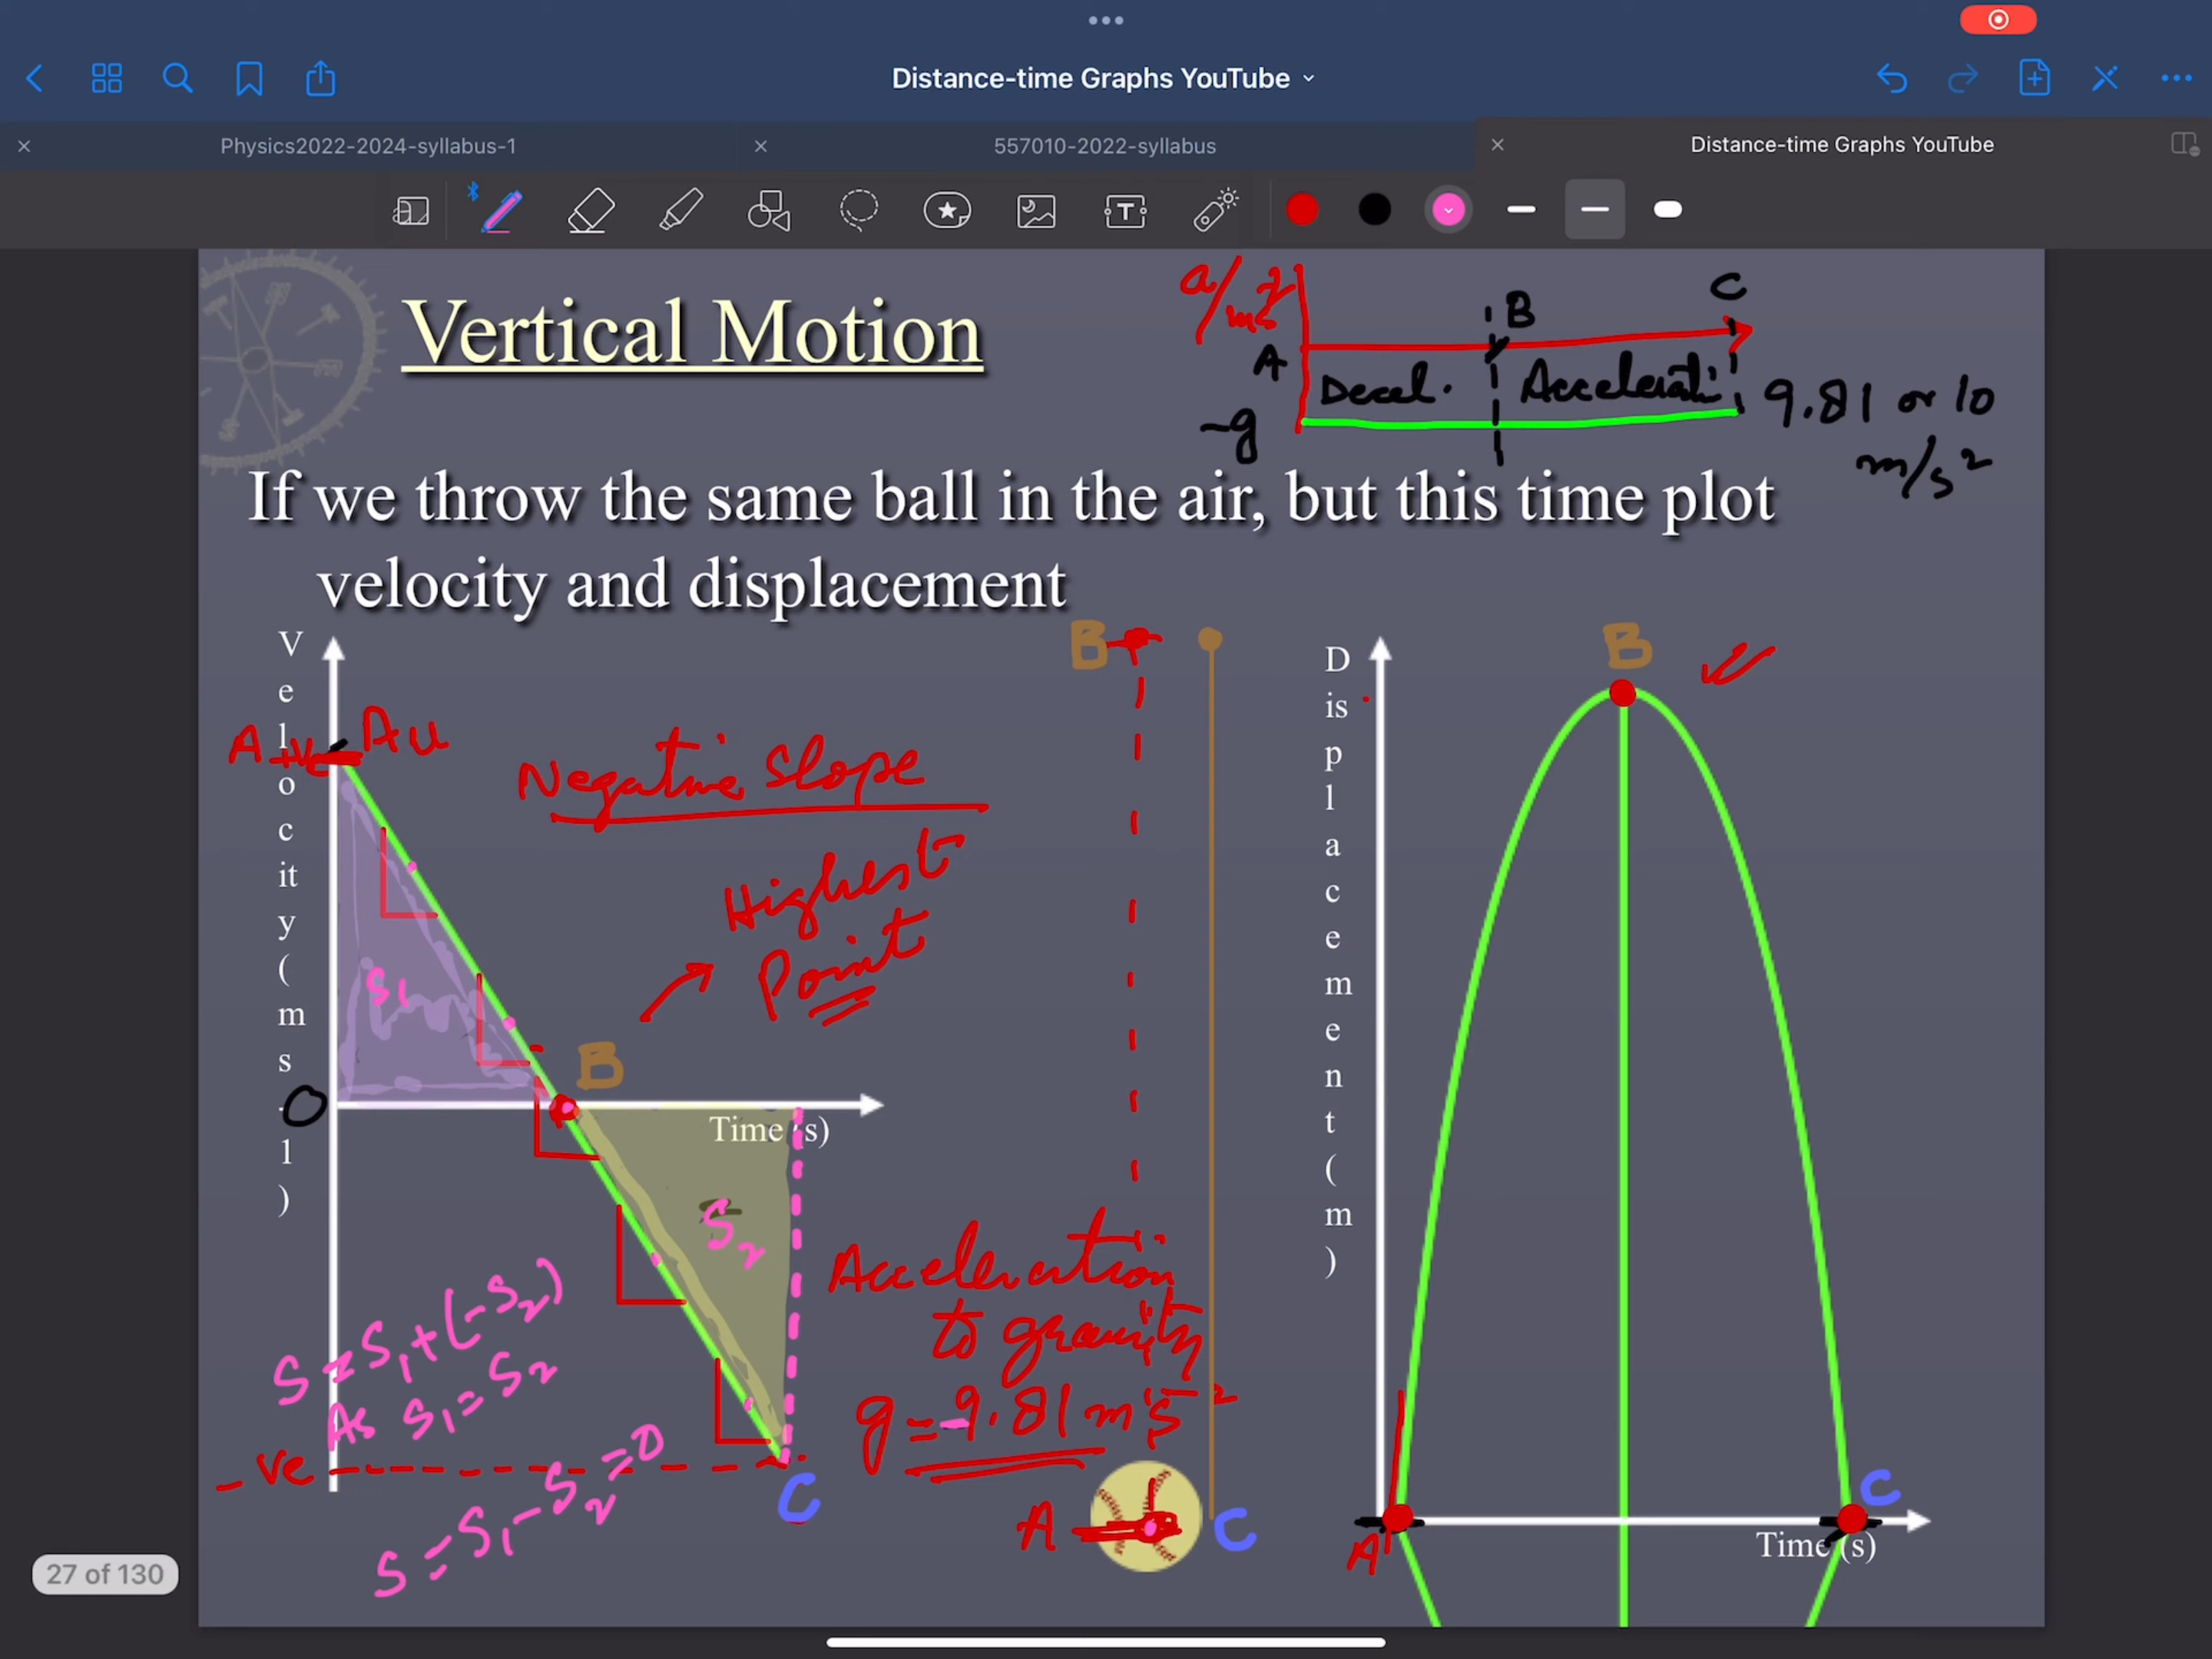 Distance-time Graphs YouTube
Physics2022-2024-syllabus-1
557010-2022-syllabus
Distance-time Graphs YouTube
T
Vertical Motion
a/ms²
B
C
A
Decel.
-g
9.81 or 10
m/s²
If we throw the same ball in the air, but this time plot
velocity and displacement
Velocity(ms-1)
A +ve
A u
Negative Slope
Highest
Point
S1
B
O
Time (s)
S2
S = S1+(-S2)
As S1 = S2
-ve
S = S1 - S2 = 0
C
Acceleration
to gravity
g = -9.81 ms-2
B
A
C
Displacement(m)
B
A
C
Time (s)
27 of 130